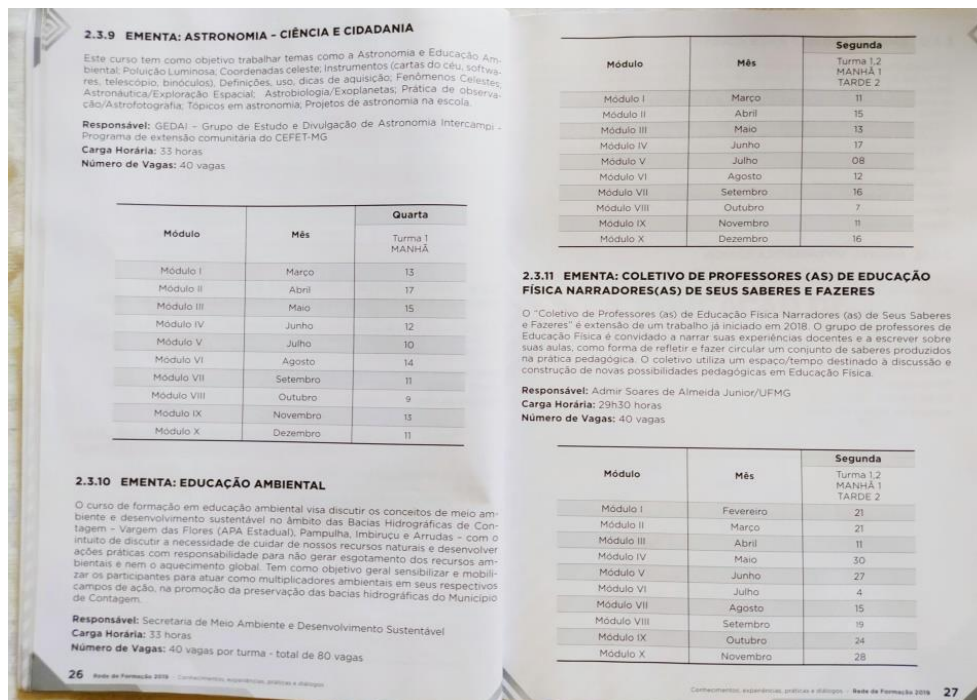 2.3.9 EMENTA: ASTRONOMIA - CIÊNCIA E CIDADANIA
Este curso tem como objetivo trabalhar temas como a Astronomia e Educação Am-
biental; Poluição Luminosa; Coordenadas celeste; Instrumentos (cartas do céu, softwa-
res, telescópio, binóculos), Definições, uso, dicas de aquisição; Fenômenos Celestes;
Astronáutica/Exploração Espacial; Astrobiologia/Exoplanetas; Prática de observa-
ção/Astrofotografia; Tópicos em astronomia; Projetos de astronomia na escola.
Responsável: GEDAI - Grupo de Estudo e Divulgação de Astronomia Intercampi -
Programa de extensão comunitária do CEFET-MG
Carga Horária: 33 horas
Número de Vagas: 40 vagas
Módulo Mês Quarta
Turma 1
MANHÃ
Módulo I Março 13
Módulo II Abril 17
Módulo III Maio 15
Módulo IV Junho 12
Módulo V Julho 10
Módulo VI Agosto 14
Módulo VII Setembro 11
Módulo VIII Outubro 9
Módulo IX Novembro 13
Módulo X Dezembro 11
2.3.10 EMENTA: EDUCAÇÃO AMBIENTAL
O curso de formação em educação ambiental visa discutir os conceitos de meio am-
biente e desenvolvimento sustentável no âmbito das Bacias Hidrográficas de Con-
tagem - Vargem das Flores (APA Estadual), Pampulha, Imbiruçu e Arrudas - com o
intuito de discutir a necessidade de cuidar de nossos recursos naturais e desenvolver
ações práticas com responsabilidade para não gerar esgotamento dos recursos am-
bientais e nem o aquecimento global. Tem como objetivo geral sensibilizar e mobili-
zar os participantes para atuar como multiplicadores ambientais em seus respectivos
campos de ação, na promoção da preservação das bacias hidrográficas do Município
de Contagem.
Responsável: Secretaria de Meio Ambiente e Desenvolvimento Sustentável
Carga Horária: 33 horas
Número de Vagas: 40 vagas por turma - total de 80 vagas
26 Rede de Formação 2019 - Conhecimentos, experiências, práticas e diálogos
Módulo Mês Segunda
Turma 1,2
MANHÃ 1
TARDE 2
Módulo I Março 11
Módulo II Abril 15
Módulo III Maio 13
Módulo IV Junho 17
Módulo V Julho 08
Módulo VI Agosto 12
Módulo VII Setembro 16
Módulo VIII Outubro 7
Módulo IX Novembro 11
Módulo X Dezembro 16
2.3.11 EMENTA: COLETIVO DE PROFESSORES (AS) DE EDUCAÇÃO
FÍSICA NARRADORES(AS) DE SEUS SABERES E FAZERES
O "Coletivo de Professores (as) de Educação Física Narradores (as) de Seus Saberes
e Fazeres" é extensão de um trabalho já iniciado em 2018. O grupo de professores de
Educação Física é convidado a narrar suas experiências docentes e a escrever sobre
suas aulas, como forma de refletir e fazer circular um conjunto de saberes produzidos
na prática pedagógica. O coletivo utiliza um espaço/tempo destinado à discussão e
construção de novas possibilidades pedagógicas em Educação Física.
Responsável: Admir Soares de Almeida Junior/UFMG
Carga Horária: 29h30 horas
Número de Vagas: 40 vagas
Módulo Mês Segunda
Turma 1,2
MANHÃ 1
TARDE 2
Módulo I Fevereiro 21
Módulo II Março 21
Módulo III Abril 11
Módulo IV Maio 30
Módulo V Junho 27
Módulo VI Julho 4
Módulo VII Agosto 15
Módulo VIII Setembro 19
Módulo IX Outubro 24
Módulo X Novembro 28
Conhecimentos, experiências, práticas e diálogos - Rede de Formação 2019 27